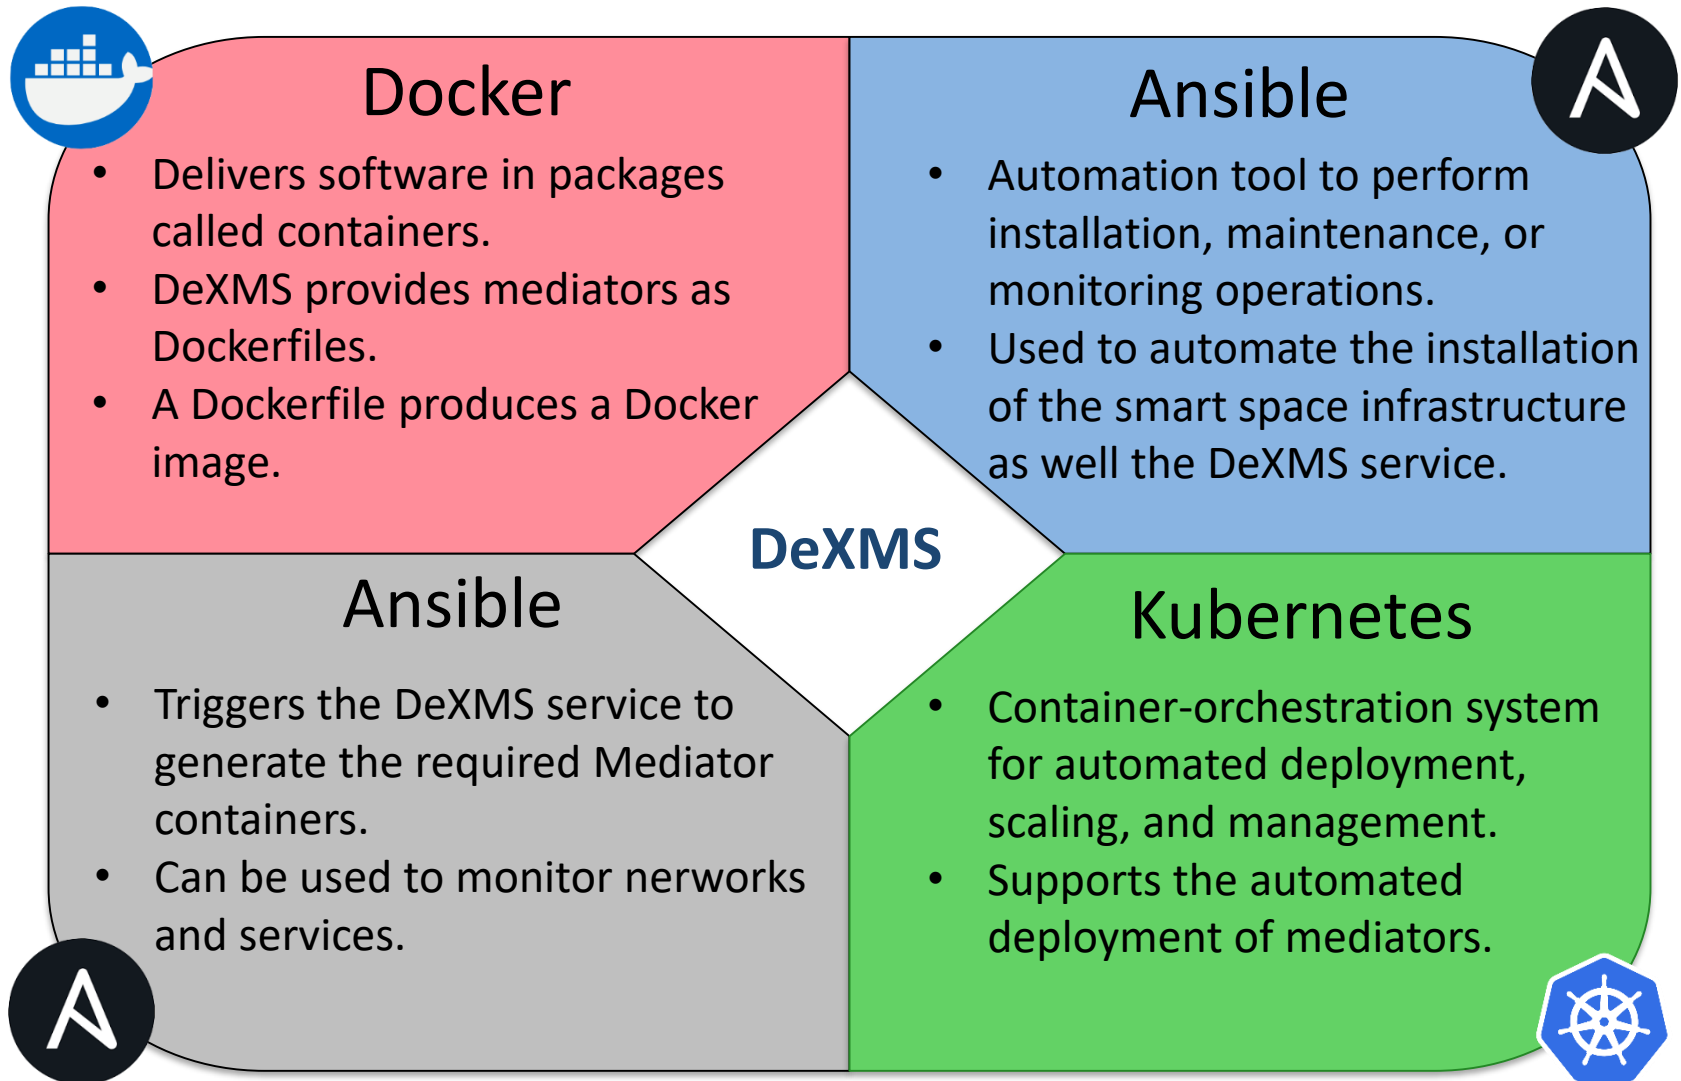 Docker
• Delivers software in packages
called containers.
• DeXMS provides mediators as
Dockerfiles.
• A Dockerfile produces a Docker
image.
Ansible
• Automation tool to perform
installation, maintenance, or
monitoring operations.
• Used to automate the installation
of the smart space infrastructure
as well the DeXMS service.
DeXMS
Ansible
• Triggers the DeXMS service to
generate the required Mediator
containers.
• Can be used to monitor nerworks
and services.
Kubernetes
• Container-orchestration system
for automated deployment,
scaling, and management.
• Supports the automated
deployment of mediators.